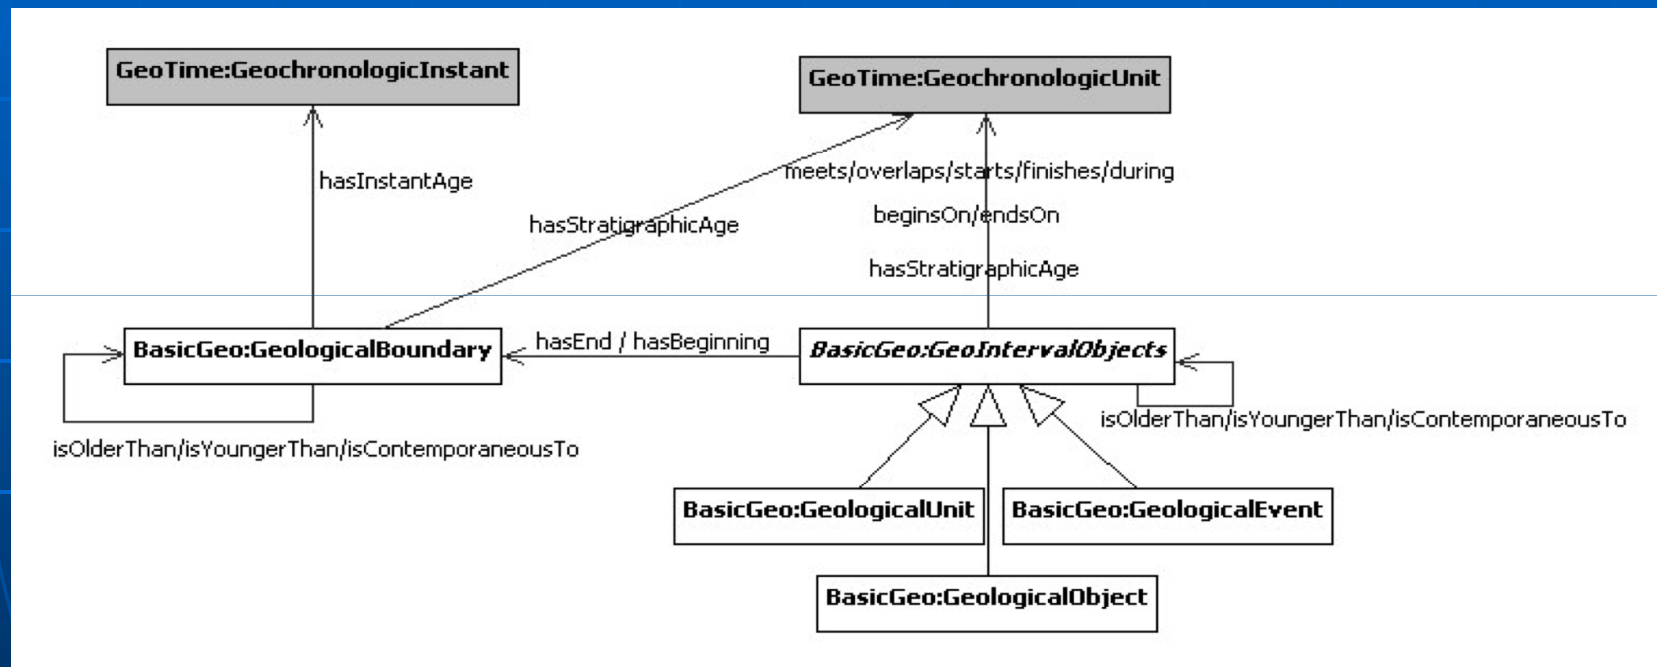 GeoTime:GeochronologicInstant
GeoTime:GeochronologicUnit
hasInstantAge
meets/overlaps/starts/finishes/during
hasStratigraphicAge
beginsOn/endsOn
hasStratigraphicAge
BasicGeo:GeologicalBoundary
hasEnd / hasBeginning
BasicGeo:GeoIntervalObjects
isOlderThan/isYoungerThan/isContemporaneousTo
isOlderThan/isYoungerThan/isContemporaneousTo
BasicGeo:GeologicalUnit
BasicGeo:GeologicalEvent
BasicGeo:GeologicalObject